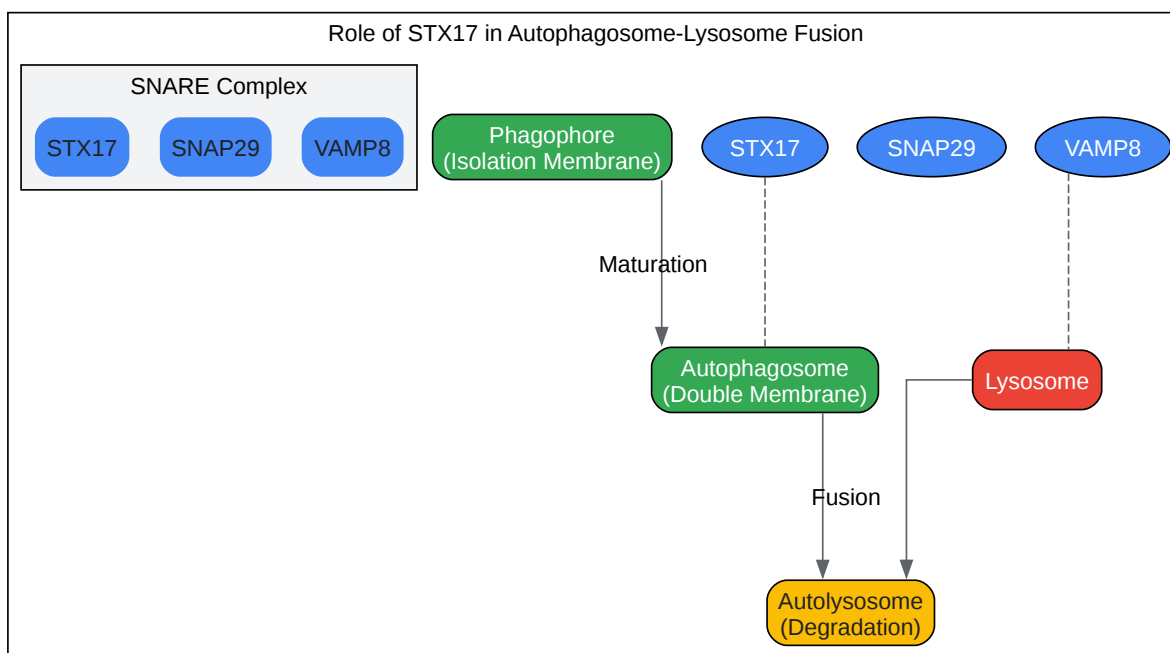 Role of STX17 in Autophagosome-Lysosome Fusion
SNARE Complex
STX17
SNAP29
VAMP8
Phagophore
(Isolation Membrane)
STX17
SNAP29
VAMP8
Maturation
Autophagosome
(Double Membrane)
Lysosome
Fusion
Autolysosome
(Degradation)